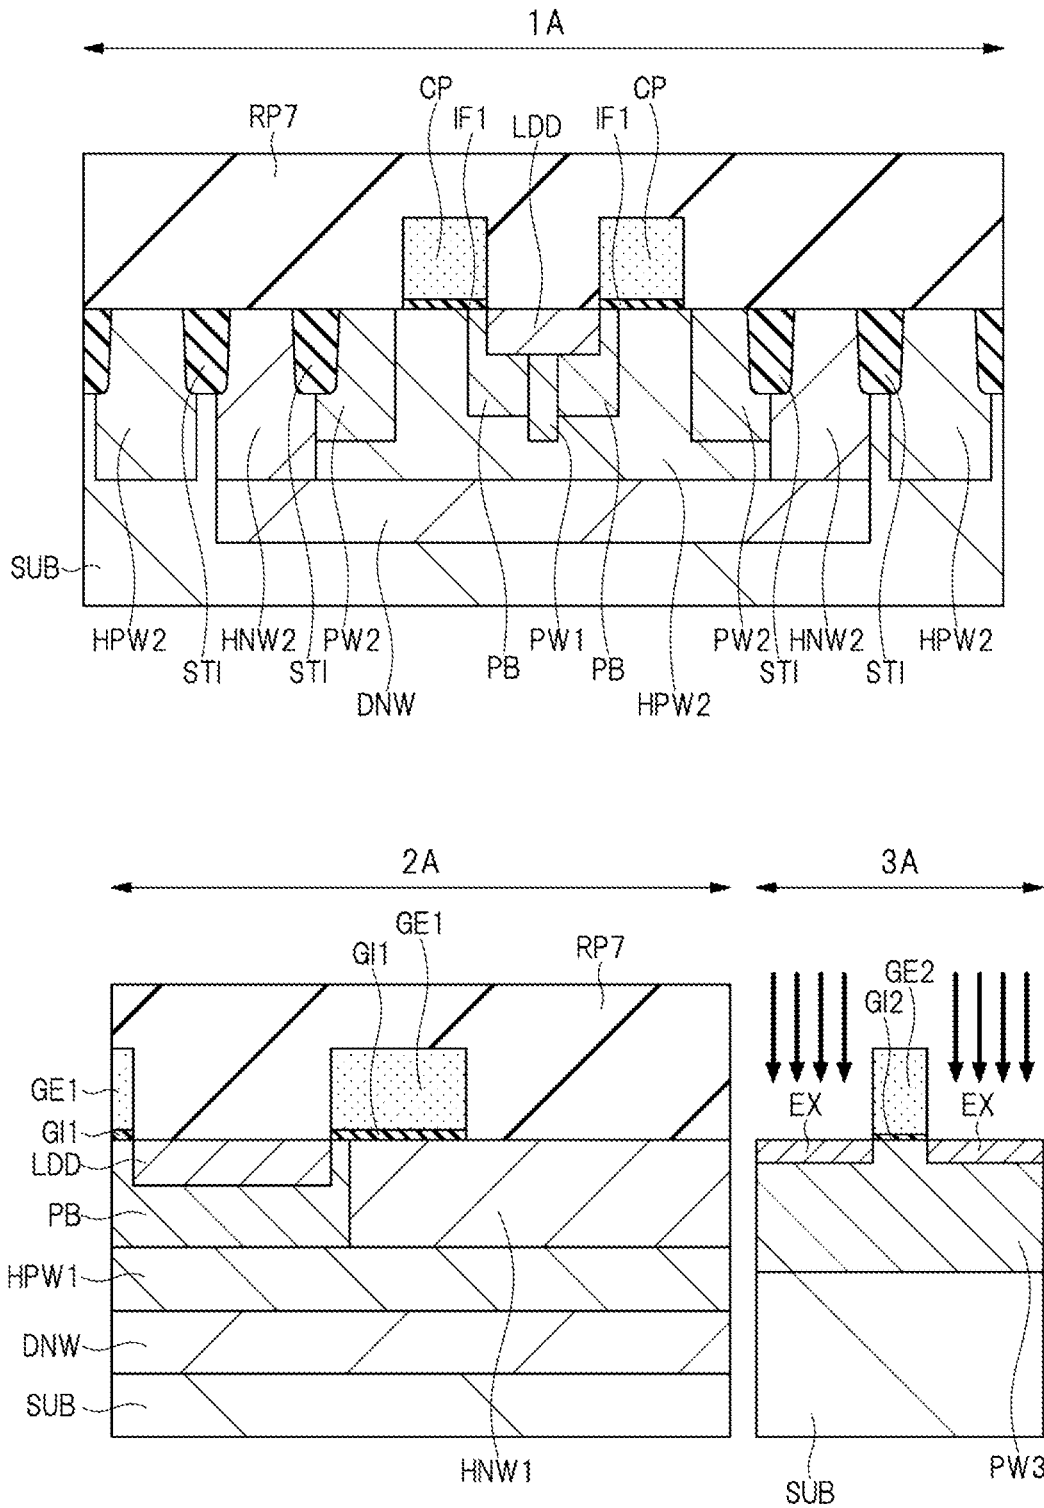 1A
CP CP
RP7 IF1 LDD IF1
SUB
HPW2 HNW2 PW2 PW1 PW2 HNW2 HPW2
STI STI PB PB STI STI
DNW HPW2
2A 3A
GE1
GI1 RP7
GE2
GI2
GE1
EX EX
GI1
LDD
PB
HPW1
DNW
SUB
HNW1 PW3
SUB